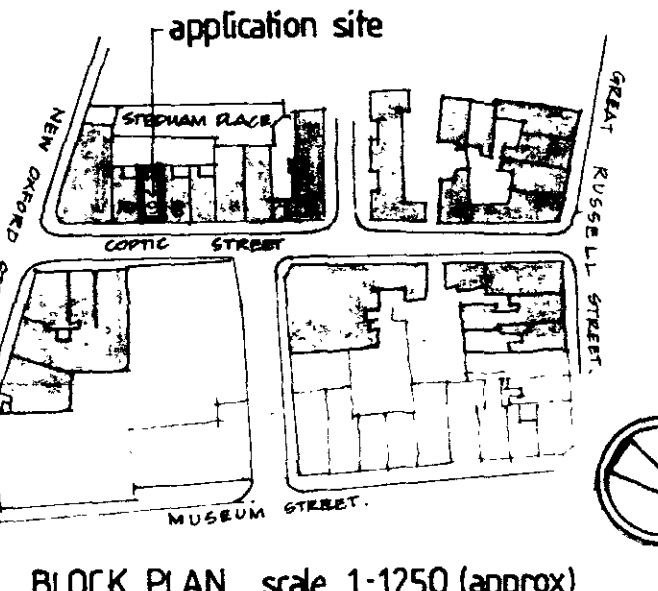 application site
STEDHAM PLACE
NEW OXFORD
GREAT RUSSELL STREET.
COPTIC STREET
MUSEUM STREET.
BLOCK PLAN scale 1-1250 (approx)